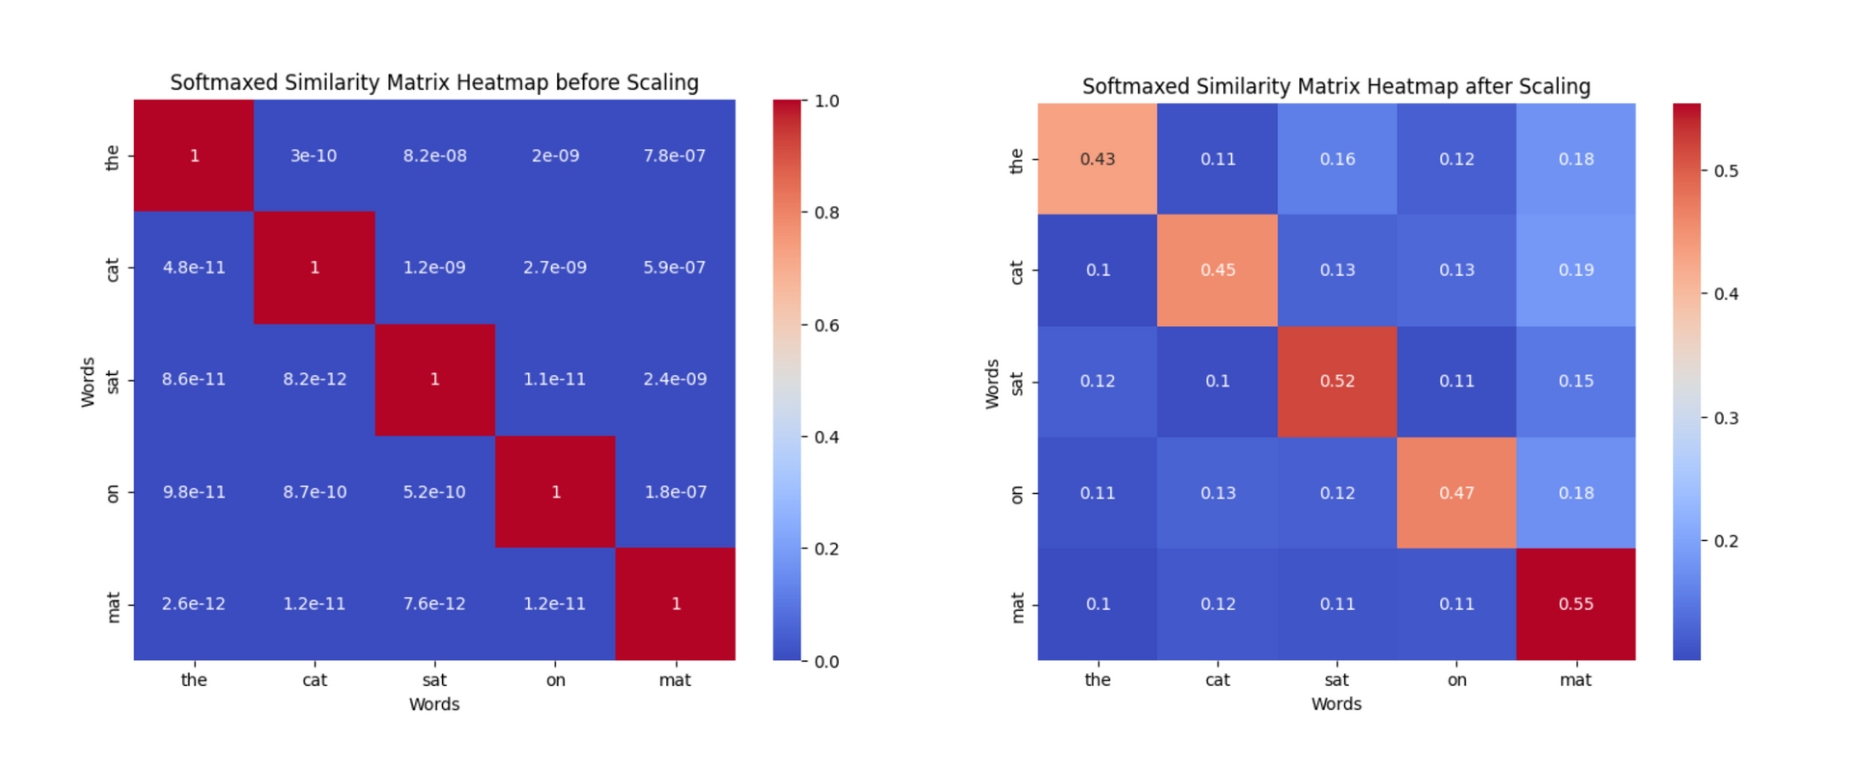 Softmaxed Similarity Matrix Heatmap before Scaling
the 1 3e-10 8.2e-08 2e-09 7.8e-07
cat 4.8e-11 1 1.2e-09 2.7e-09 5.9e-07
sat 8.6e-11 8.2e-12 1 1.1e-11 2.4e-09
on 9.8e-11 8.7e-10 5.2e-10 1 1.8e-07
mat 2.6e-12 1.2e-11 7.6e-12 1.2e-11 1
the cat sat on mat
Words
Words
1.0
0.8
0.6
0.4
0.2
0.0
Softmaxed Similarity Matrix Heatmap after Scaling
the 0.43 0.11 0.16 0.12 0.18
cat 0.1 0.45 0.13 0.13 0.19
sat 0.12 0.1 0.52 0.11 0.15
on 0.11 0.13 0.12 0.47 0.18
mat 0.1 0.12 0.11 0.11 0.55
the cat sat on mat
Words
Words
0.5
0.4
0.3
0.2